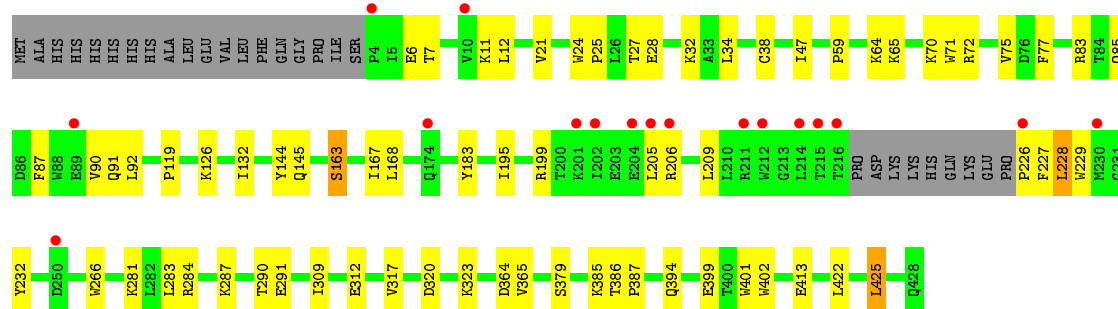 MET ALA HIS HIS HIS HIS HIS HIS ALA LEU GLU VAL LEU PHE GLN GLY PRO ILE SER P4 I5 E6 T7 V10 K11 L12 V21 W24 P25 L26 T27 E28 K32 A33 L34 C38 I47 P59 K64 K65 K70 W71 R72 V75 D76 F77 R83 T84 Q85
D86 F87 W88 E89 V90 Q91 L92 P119 K126 I132 Y144 Q145 S163 I167 L168 Q174 Y183 I195 R199 T200 K201 I202 E203 E204 L205 R206 L209 L210 R211 W212 G213 L214 T215 T216 PRO ASP LYS LYS HIS GLN LYS GLU PRO P226 F227 L228 W229 M230 G231
Y232 D250 W266 K281 L282 L283 R284 K287 T290 E291 I309 E312 V317 D320 K323 D364 V365 S379 K385 T386 P387 Q394 E399 T400 W401 W402 E413 L422 L425 Q428